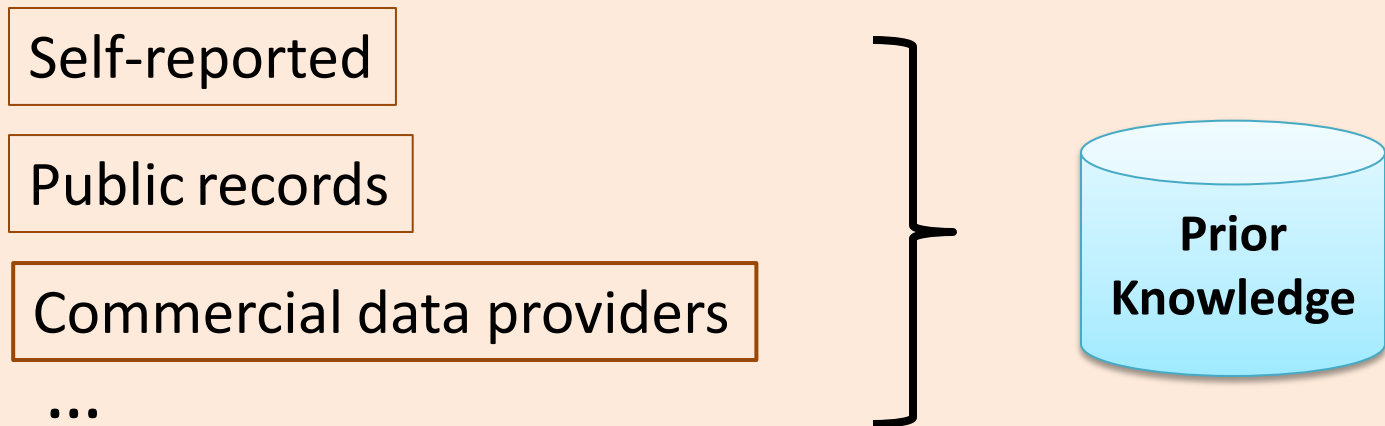 Self-reported
Public records
Commercial data providers
...
Prior
Knowledge